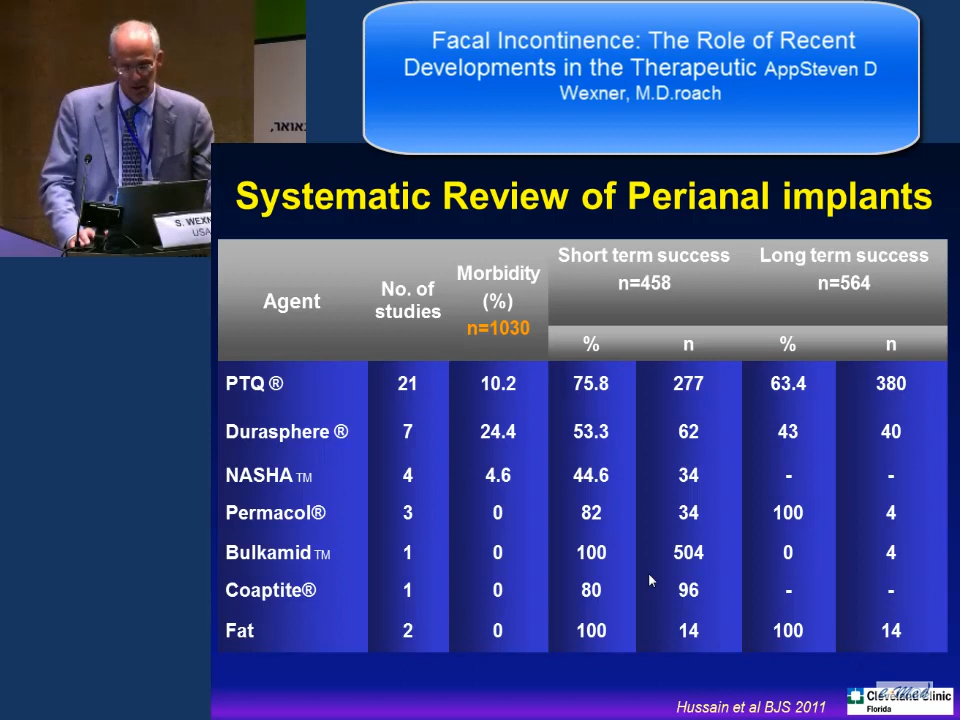 Facal Incontinence: The Role of Recent
Developments in the Therapeutic AppSteven D
Wexner, M.D.roach
באואר,
S. WEXN
USA
Systematic Review of Perianal implants
Agent No. of studies Morbidity (%) n=1030 Short term success n=458 Long term success n=564
% n % n
PTQ ® 21 10.2 75.8 277 63.4 380
Durasphere ® 7 24.4 53.3 62 43 40
NASHA TM 4 4.6 44.6 34 - -
Permacol® 3 0 82 34 100 4
Bulkamid TM 1 0 100 504 0 4
Coaptite® 1 0 80 96 - -
Fat 2 0 100 14 100 14
Hussain et al BJS 2011
Cleveland Clinic
Florida
e-Med